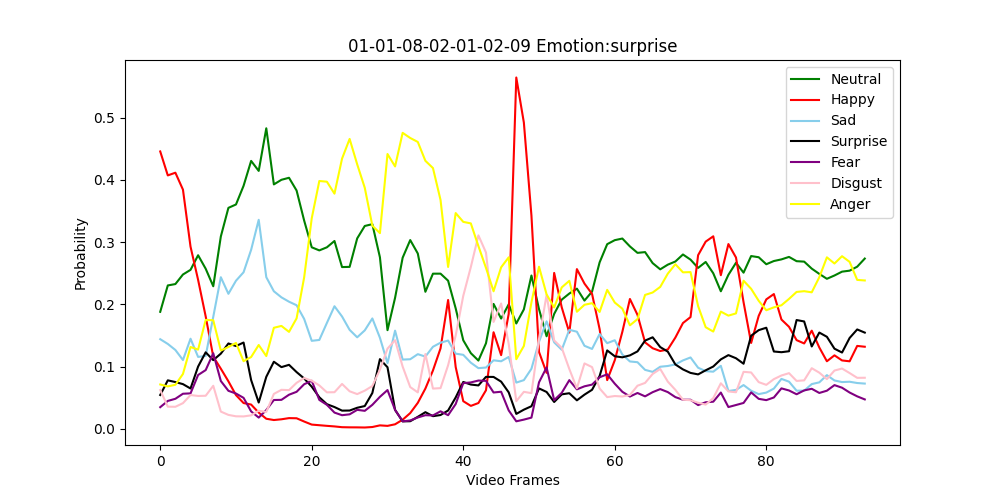 01-01-08-02-01-02-09 Emotion:surprise
Probability
0.5
0.4
0.3
0.2
0.1
0.0
0 20 40 60 80
Video Frames
Neutral
Happy
Sad
Surprise
Fear
Disgust
Anger